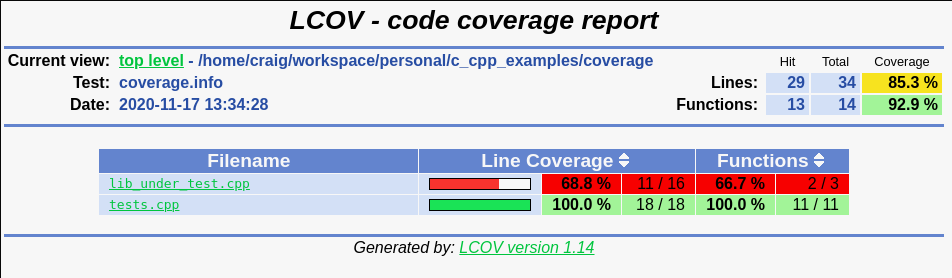 LCOV - code coverage report
Current view: top level - /home/craig/workspace/personal/c_cpp_examples/coverage Hit Total Coverage
Test: coverage.info Lines: 29 34 85.3 %
Date: 2020-11-17 13:34:28 Functions: 13 14 92.9 %
Filename Line Coverage Functions
lib_under_test.cpp 68.8 % 11 / 16 66.7 % 2 / 3
tests.cpp 100.0 % 18 / 18 100.0 % 11 / 11
Generated by: LCOV version 1.14